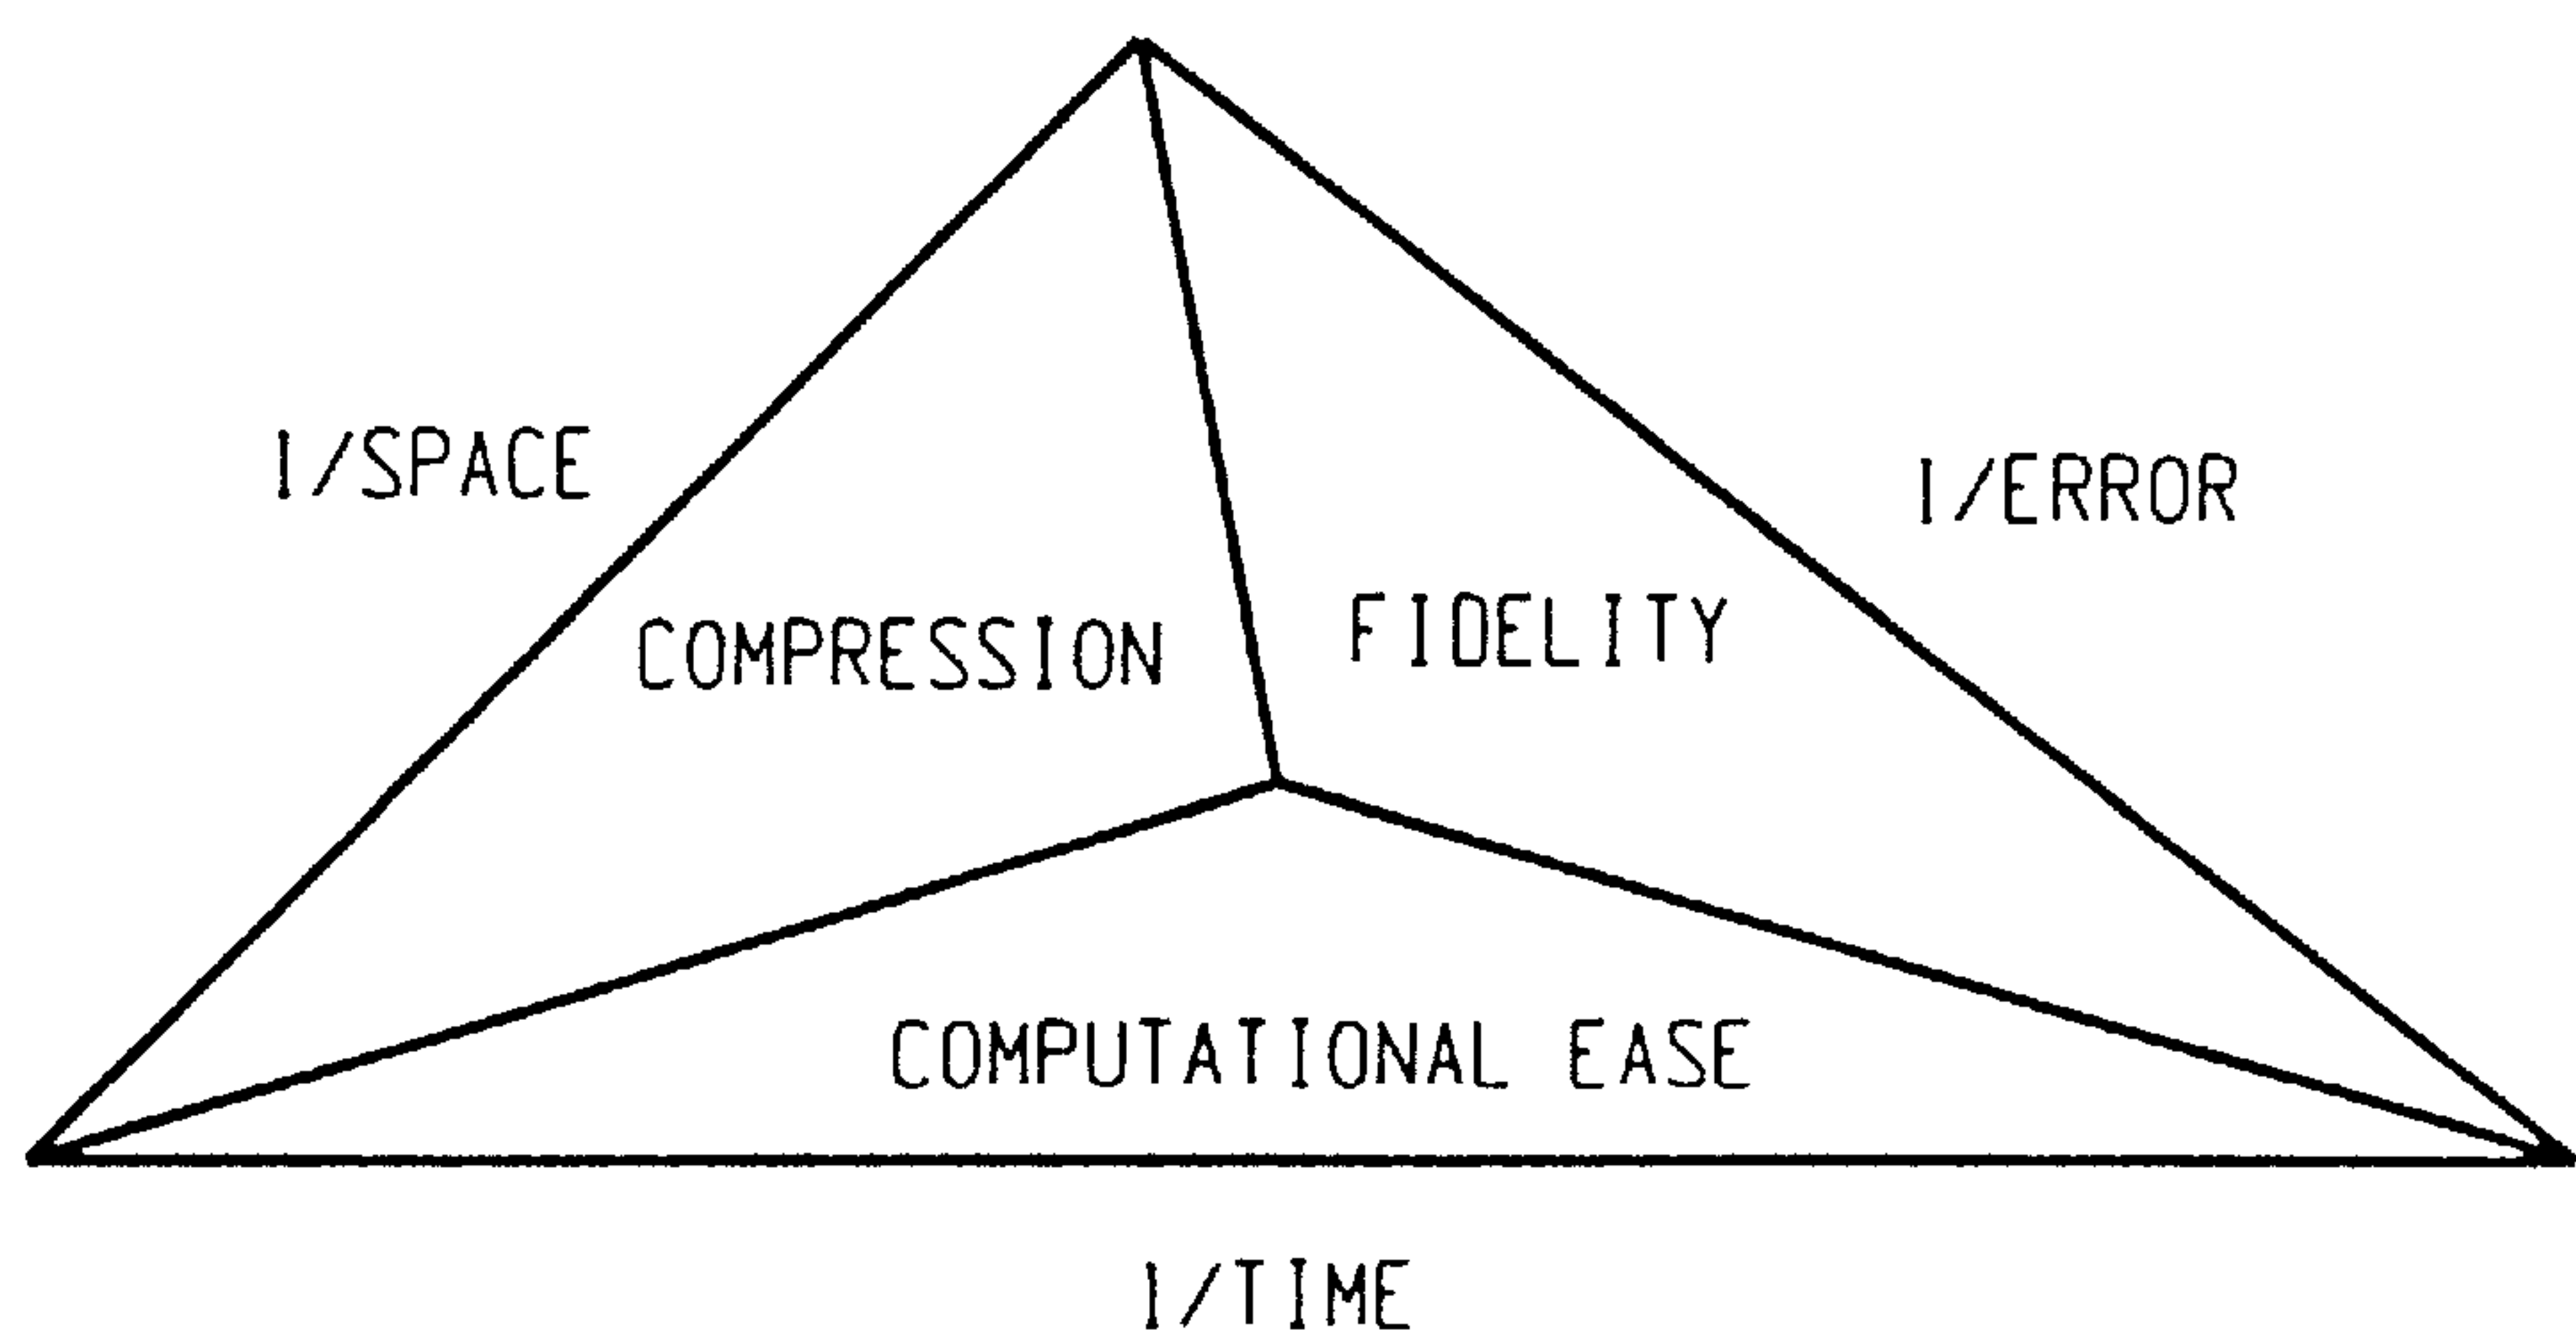 1/SPACE
1/ERROR
COMPRESSION
FIDELITY
COMPUTATIONAL EASE
1/TIME